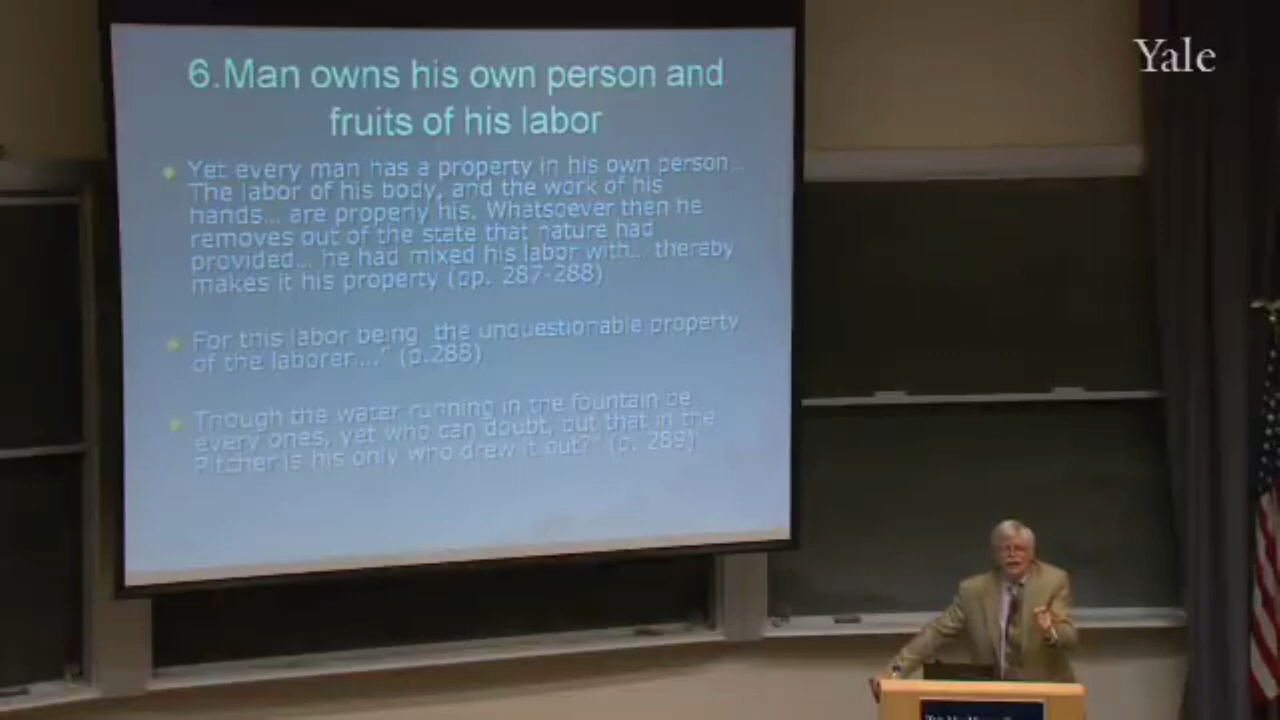 Yale
6.Man owns his own person and
fruits of his labor
Yet every man has a property in his own person..
The labor of his body, and the work of his
hands... are properly his. Whatsoever then he
removes out of the state that nature had
provided... he had mixed his labor with... thereby
makes it his property (pp. 287-288)
For this labor being the unquestionable property
of the laborer...." (p.288)
Though the water running in the fountain be
every ones, yet who can doubt, but that in the
Pitcher is his only who drew it out?" (p. 289)